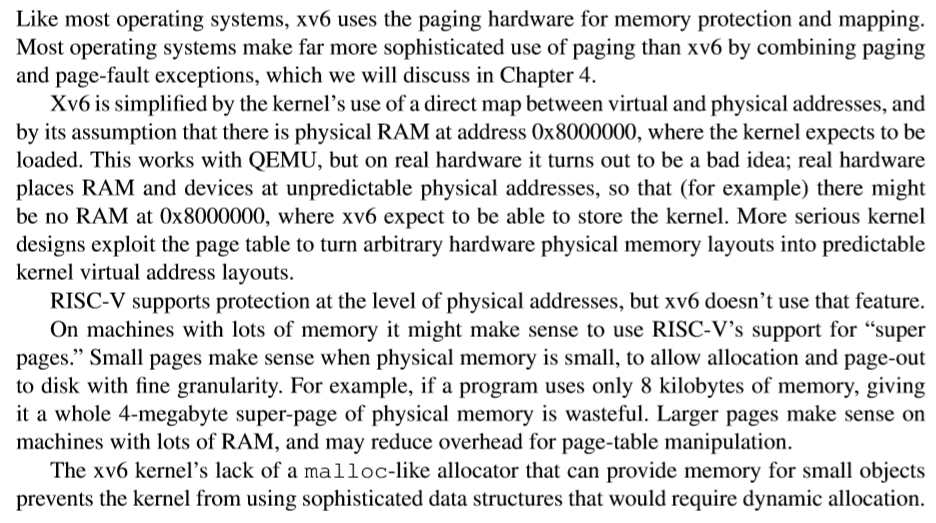 Like most operating systems, xv6 uses the paging hardware for memory protection and mapping.
Most operating systems make far more sophisticated use of paging than xv6 by combining paging
and page-fault exceptions, which we will discuss in Chapter 4.
Xv6 is simplified by the kernel’s use of a direct map between virtual and physical addresses, and
by its assumption that there is physical RAM at address 0x8000000, where the kernel expects to be
loaded. This works with QEMU, but on real hardware it turns out to be a bad idea; real hardware
places RAM and devices at unpredictable physical addresses, so that (for example) there might
be no RAM at 0x8000000, where xv6 expect to be able to store the kernel. More serious kernel
designs exploit the page table to turn arbitrary hardware physical memory layouts into predictable
kernel virtual address layouts.
RISC-V supports protection at the level of physical addresses, but xv6 doesn’t use that feature.
On machines with lots of memory it might make sense to use RISC-V’s support for “super
pages.” Small pages make sense when physical memory is small, to allow allocation and page-out
to disk with fine granularity. For example, if a program uses only 8 kilobytes of memory, giving
it a whole 4-megabyte super-page of physical memory is wasteful. Larger pages make sense on
machines with lots of RAM, and may reduce overhead for page-table manipulation.
The xv6 kernel’s lack of a malloc-like allocator that can provide memory for small objects
prevents the kernel from using sophisticated data structures that would require dynamic allocation.